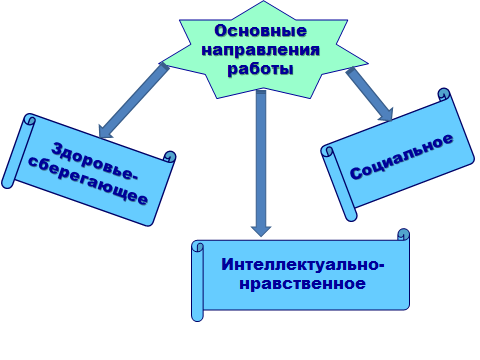 Основные
направления
работы
Здоровье-
сберегающее
Социальное
Интеллектуально-
нравственное